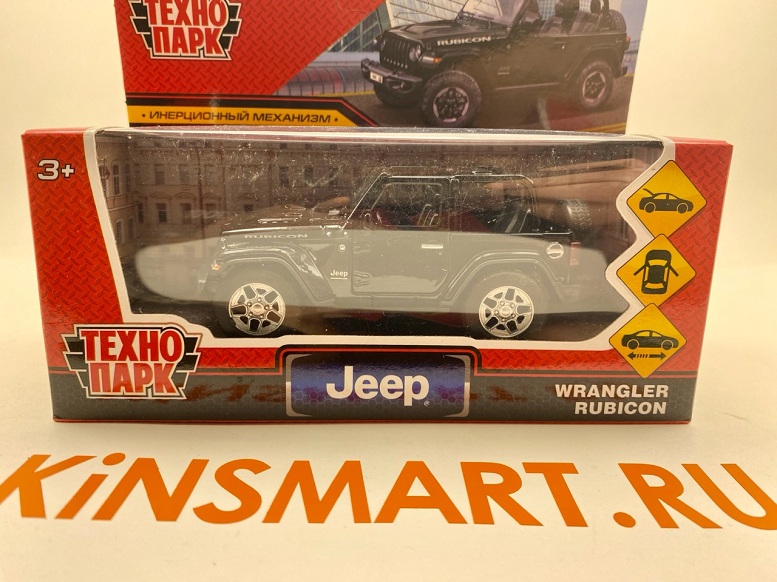 ТЕХНО
ПАРК
RUBICON
• ИНЕРЦИОННЫЙ МЕХАНИЗМ •
3+
RUBICON
Jeep
ТЕХНО
ПАРК
Jeep
WRANGLER
RUBICON
KiNSMART.RU